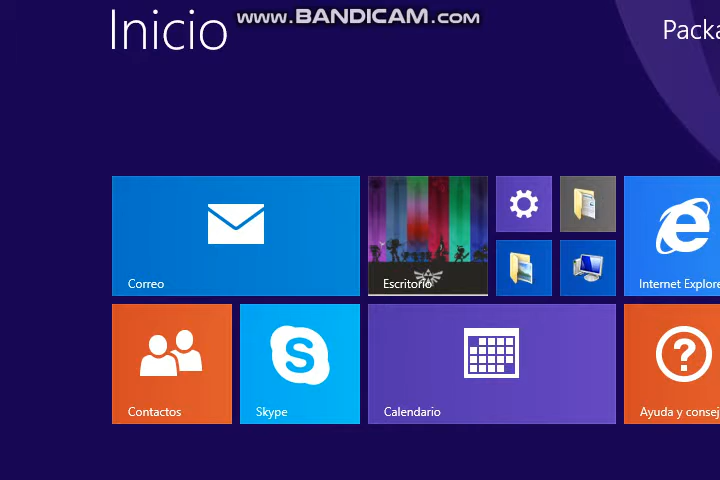 www.BANDICAM.com
Inicio
Packa
Correo
Escritorio
Internet Explore
Contactos
Skype
Calendario
Ayuda y consej